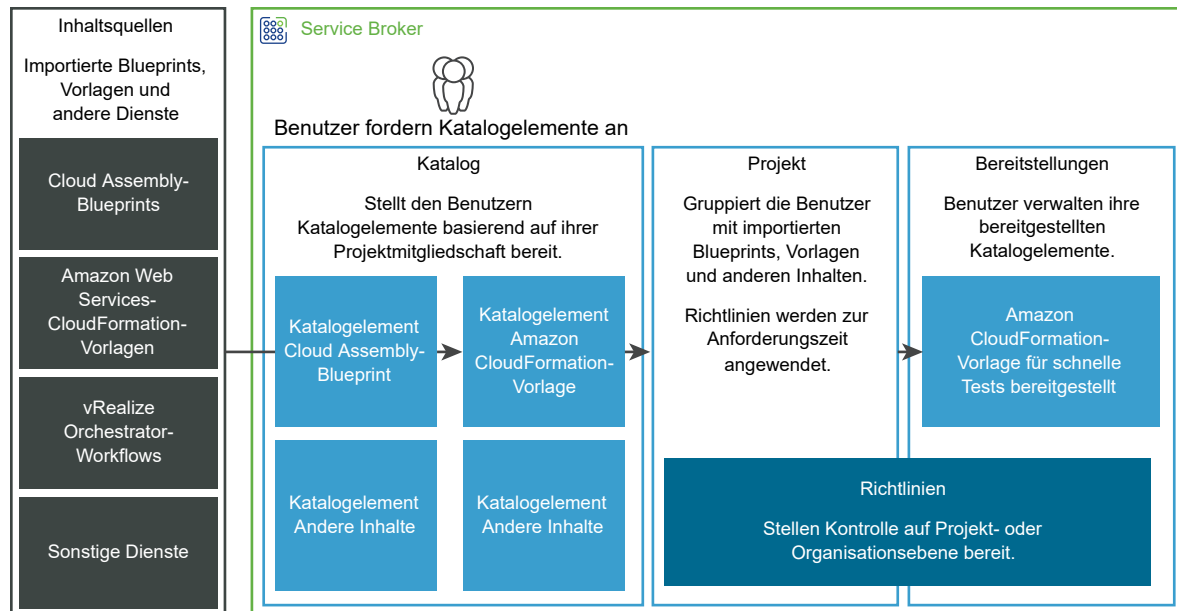 Inhaltsquellen
Importierte Blueprints,
Vorlagen und
andere Dienste
Cloud Assembly-
Blueprints
Amazon Web
Services-
CloudFormation-
Vorlagen
vRealize
Orchestrator-
Workflows
Sonstige Dienste
Service Broker
Benutzer fordern Katalogelemente an
Katalog
Stellt den Benutzern
Katalogelemente basierend auf ihrer
Projektmitgliedschaft bereit.
Katalogelement
Cloud Assembly-
Blueprint
Katalogelement
Amazon
CloudFormation-
Vorlage
Katalogelement
Andere Inhalte
Katalogelement
Andere Inhalte
Projekt
Gruppiert die Benutzer
mit importierten
Blueprints, Vorlagen
und anderen Inhalten.
Richtlinien werden zur
Anforderungszeit
angewendet.
Bereitstellungen
Benutzer verwalten ihre
bereitgestellten
Katalogelemente.
Amazon
CloudFormation-
Vorlage für schnelle
Tests bereitgestellt
Richtlinien
Stellen Kontrolle auf Projekt- oder
Organisationsebene bereit.